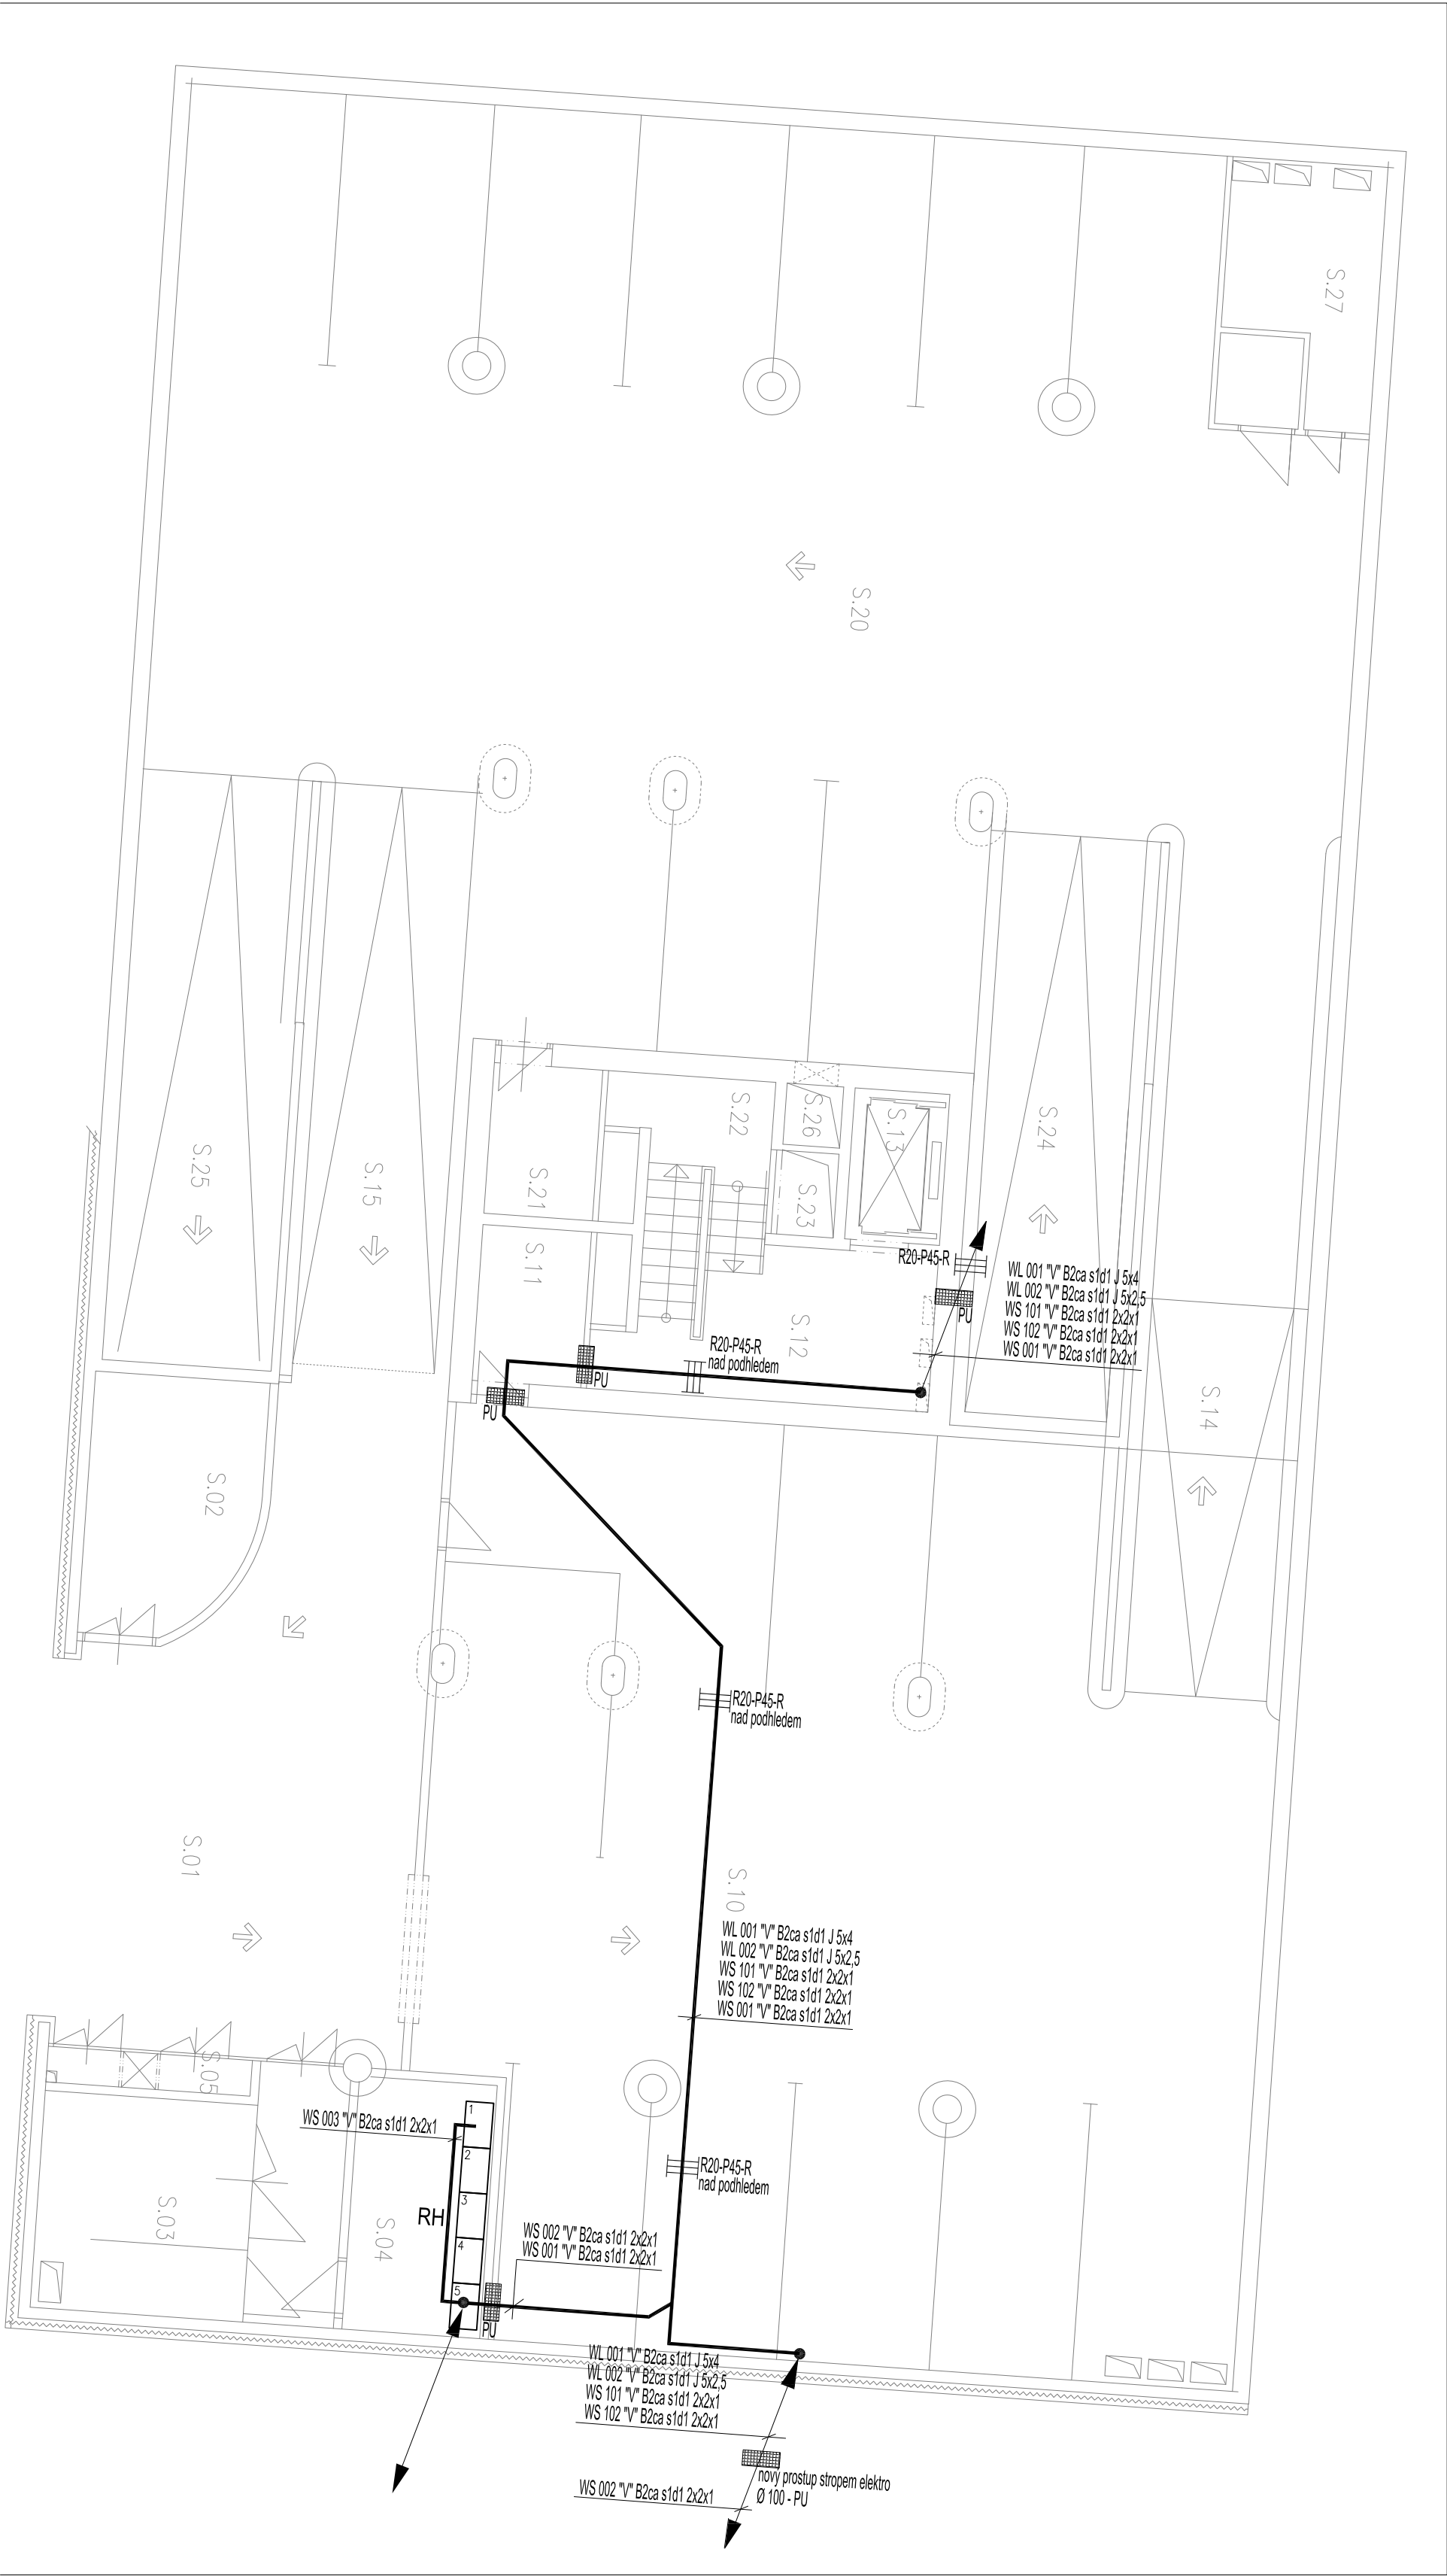 S.27
S.20
S.25
S.15
S.21
S.11
S.22
S.26
S.23
S.13
S.24
S.12
S.14
R20-P45-R
PU
WL 001 "V" B2ca s1d1 J 5x4
WL 002 "V" B2ca s1d1 J 5x2,5
WS 101 "V" B2ca s1d1 2x2x1
WS 102 "V" B2ca s1d1 2x2x1
WS 001 "V" B2ca s1d1 2x2x1
R20-P45-R
nad podhledem
PU
PU
S.02
R20-P45-R
nad podhledem
S.01
S.10
WL 001 "V" B2ca s1d1 J 5x4
WL 002 "V" B2ca s1d1 J 5x2,5
WS 101 "V" B2ca s1d1 2x2x1
WS 102 "V" B2ca s1d1 2x2x1
WS 001 "V" B2ca s1d1 2x2x1
S.05
WS 003 "V" B2ca s1d1 2x2x1
1
2
3
4
5
RH
S.03
S.04
R20-P45-R
nad podhledem
WS 002 "V" B2ca s1d1 2x2x1
WS 001 "V" B2ca s1d1 2x2x1
PU
WL 001 "V" B2ca s1d1 J 5x4
WL 002 "V" B2ca s1d1 J 5x2,5
WS 101 "V" B2ca s1d1 2x2x1
WS 102 "V" B2ca s1d1 2x2x1
nový prostup stropem elektro
Ø 100 - PU
WS 002 "V" B2ca s1d1 2x2x1